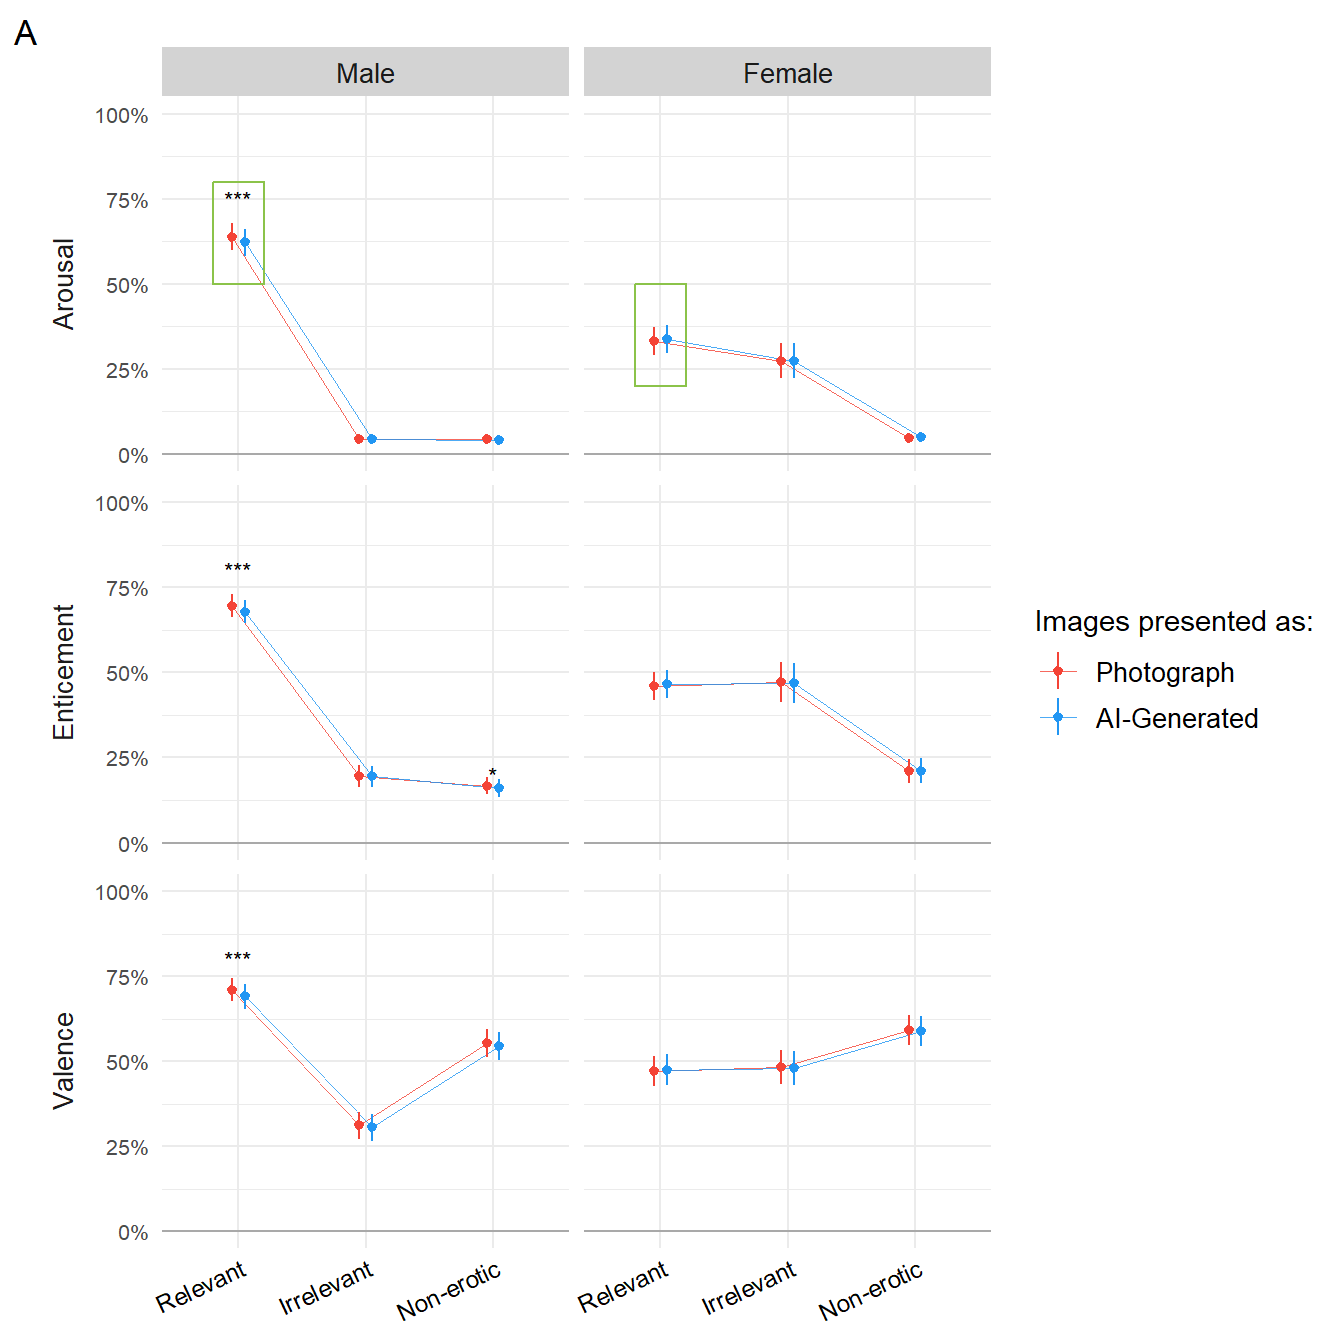 A
Male
Female
Arousal
100%
75%
50%
25%
0%
***
Enticement
100%
75%
50%
25%
0%
***
*
Valence
100%
75%
50%
25%
0%
***
Relevant
Irrelevant
Non-erotic
Relevant
Irrelevant
Non-erotic
Images presented as:
Photograph
AI-Generated